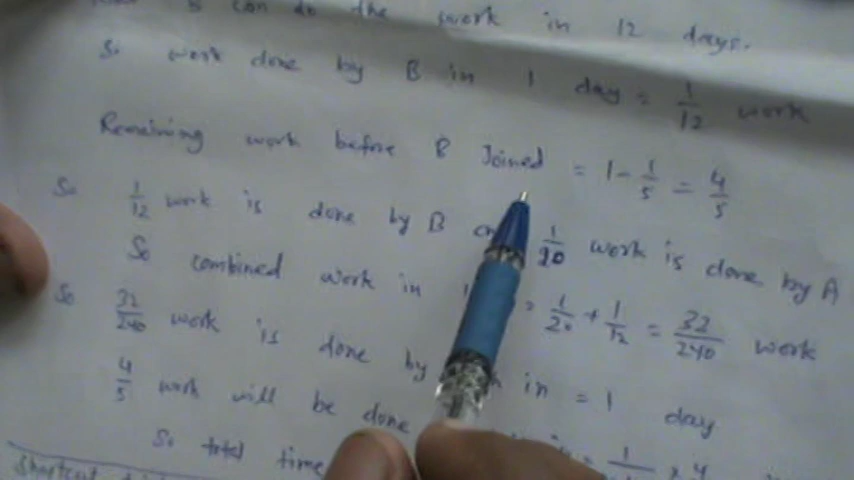 B can do the work in 12 days.
So work done by B in 1 day = 1/12 work
Remaining work before B Joined = 1 - 1/5 = 4/5
So 1/12 work is done by B 1/20 work is done by A
So combined work in 1 = 1/20 + 1/12 = 32/240 work
So 32/240 work is done by in = 1 day
4/5 work will be done
So total time
Shortcut